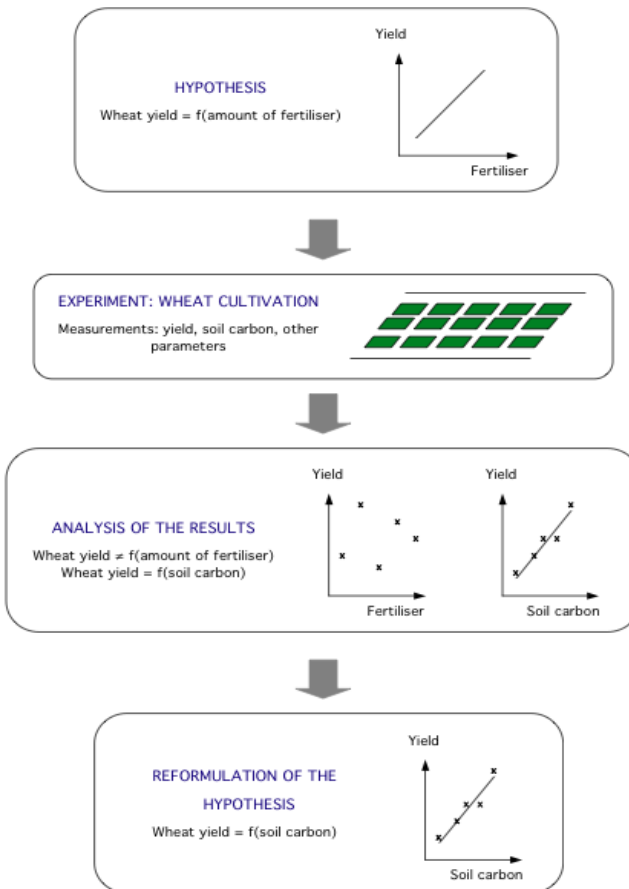 Yield
HYPOTHESIS
Wheat yield = f(amount of fertiliser)
Fertiliser
EXPERIMENT: WHEAT CULTIVATION
Measurements: yield, soil carbon, other
parameters
Yield
Yield
ANALYSIS OF THE RESULTS
Wheat yield ≠ f(amount of fertiliser)
Wheat yield = f(soil carbon)
Fertiliser
Soil carbon
Yield
REFORMULATION OF THE
HYPOTHESIS
Wheat yield = f(soil carbon)
Soil carbon